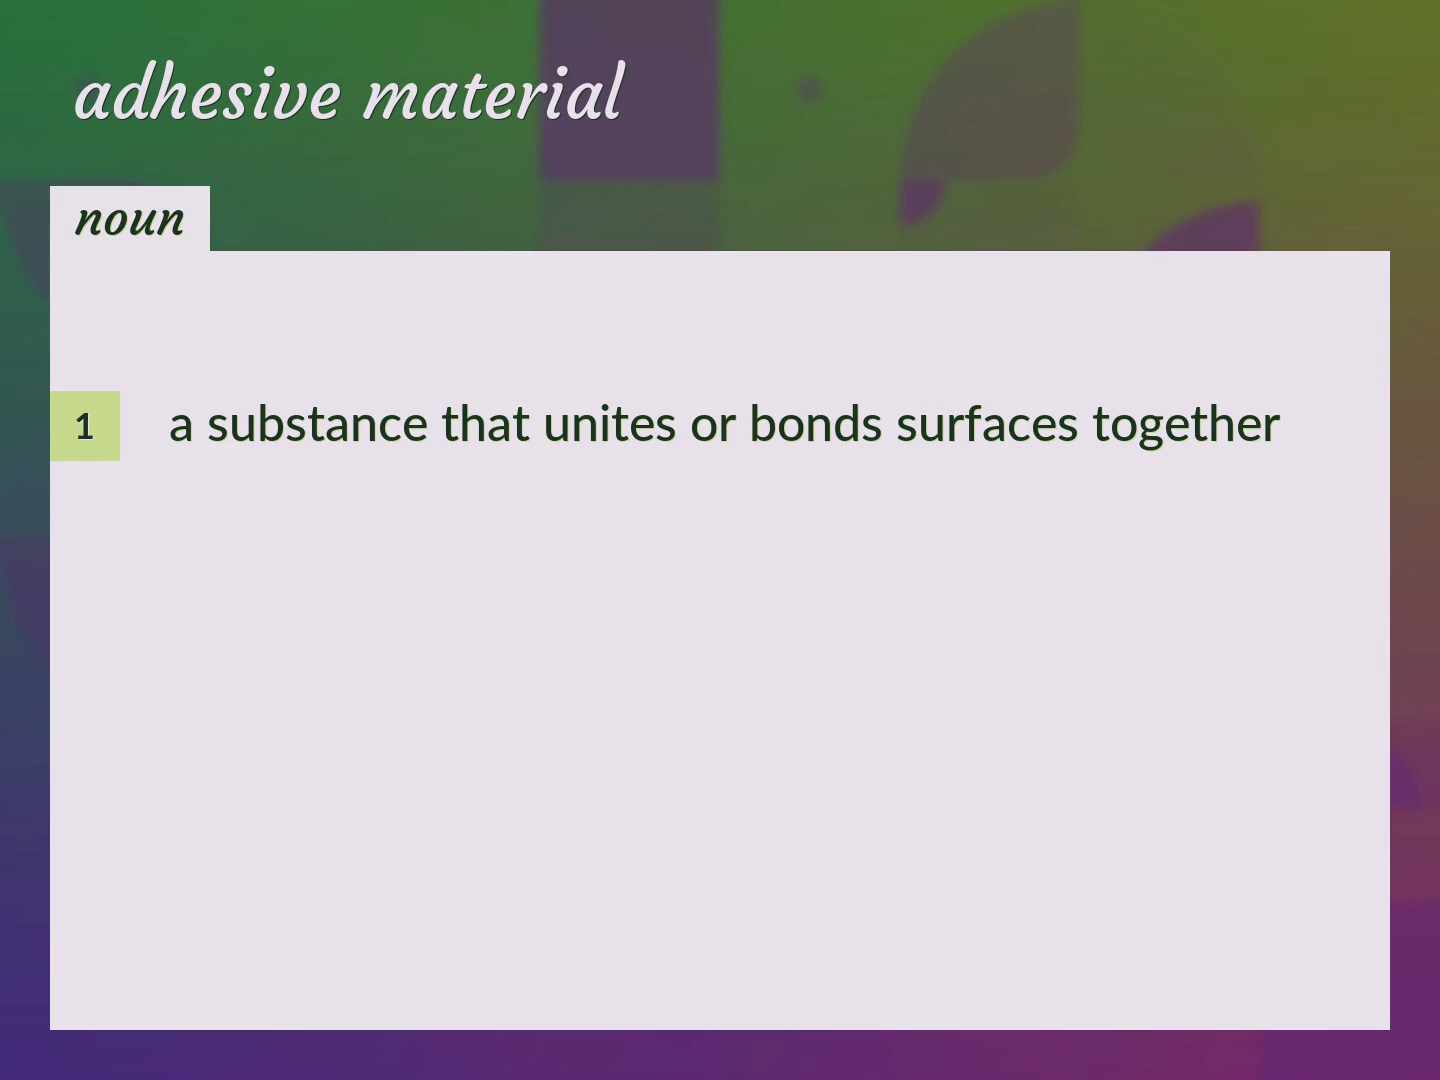 adhesive material
noun
1 a substance that unites or bonds surfaces together